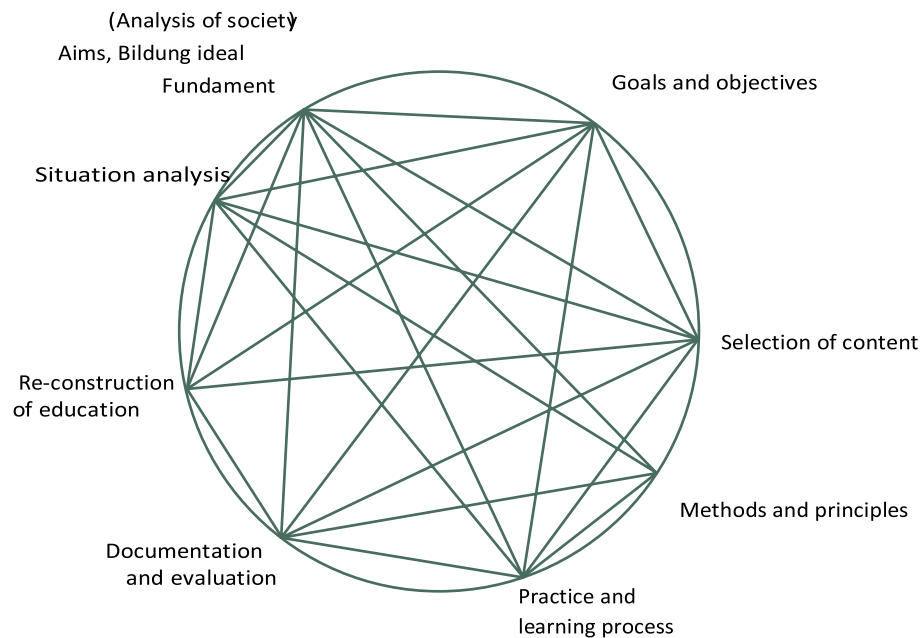 (Analysis of society)
Aims, Bildung ideal
Fundament
Goals and objectives
Situation analysis
Selection of content
Re-construction
of education
Methods and principles
Documentation
and evaluation
Practice and
learning process